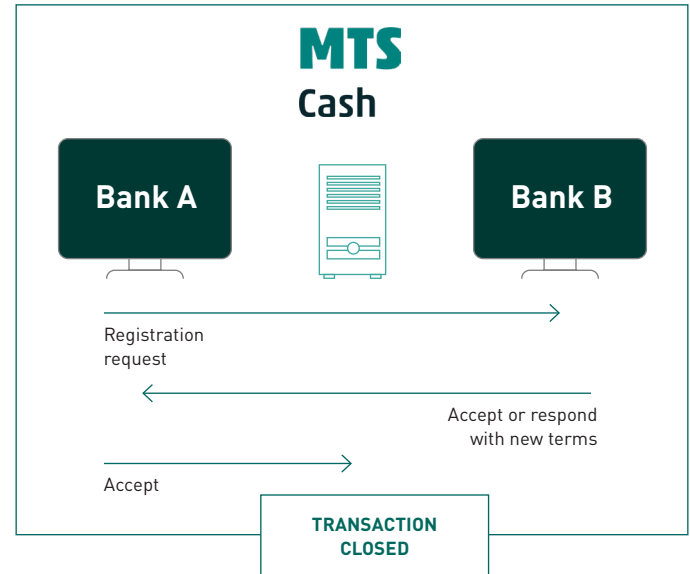 MTS
Cash
Bank A
Bank B
Registration
request
Accept or respond
with new terms
Accept
TRANSACTION
CLOSED